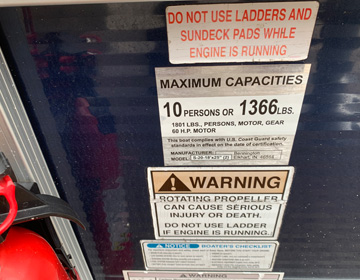 DO NOT USE LADDERS AND
SUNDECK PADS WHILE
ENGINE IS RUNNING
MAXIMUM CAPACITIES
10 PERSONS OR 1366 LBS.
1801 LBS., PERSONS, MOTOR, GEAR
60 H.P. MOTOR
This boat complies with U.S. Coast Guard safety
standards in effect on the date of certification.
MANUFACTURER:
MODEL:
Elkhart, IN
WARNING
ROTATING PROPELLER
CAN CAUSE SERIOUS
INJURY OR DEATH.
DO NOT USE LADDER
IF ENGINE IS RUNNING.
NOTICE BOATER'S CHECKLIST
WARNING